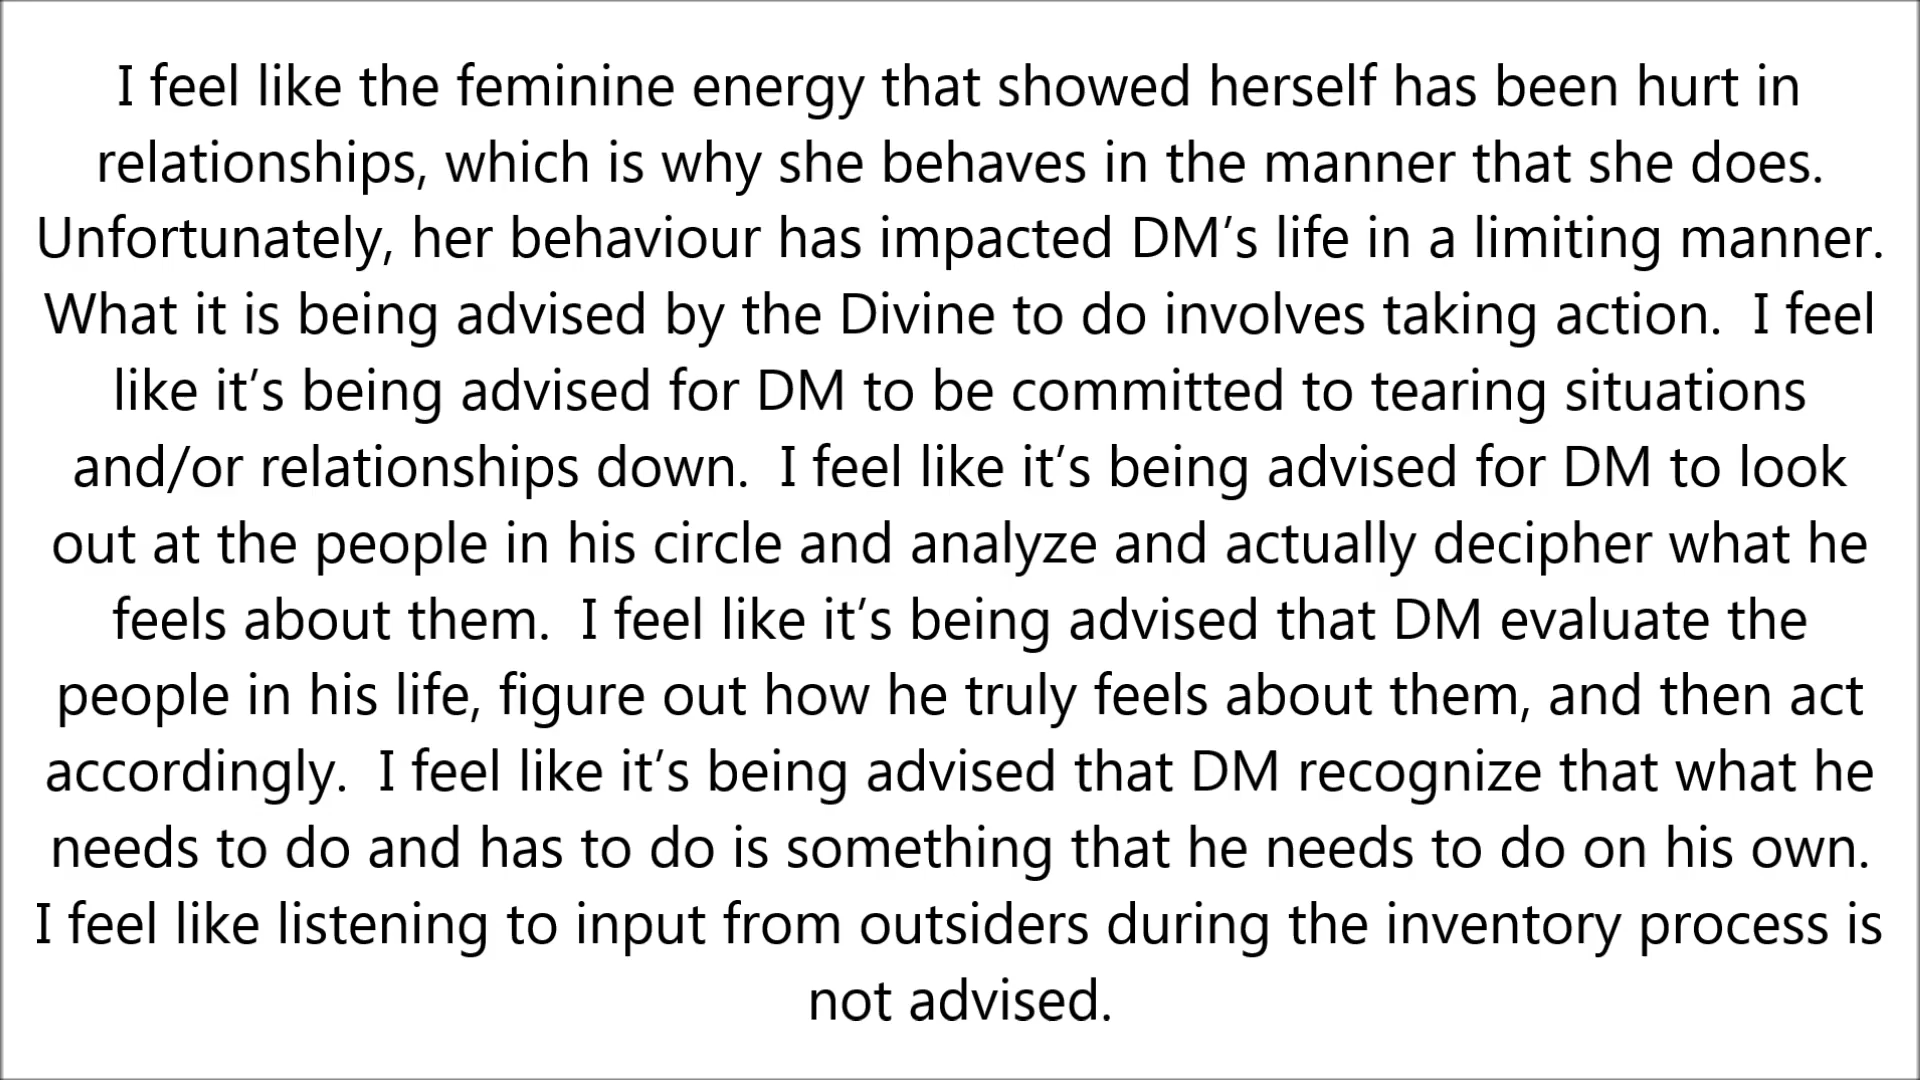 I feel like the feminine energy that showed herself has been hurt in
relationships, which is why she behaves in the manner that she does.
Unfortunately, her behaviour has impacted DM’s life in a limiting manner.
What it is being advised by the Divine to do involves taking action.  I feel
like it’s being advised for DM to be committed to tearing situations
and/or relationships down.  I feel like it’s being advised for DM to look
out at the people in his circle and analyze and actually decipher what he
feels about them.  I feel like it’s being advised that DM evaluate the
people in his life, figure out how he truly feels about them, and then act
accordingly.  I feel like it’s being advised that DM recognize that what he
needs to do and has to do is something that he needs to do on his own.
I feel like listening to input from outsiders during the inventory process is
not advised.